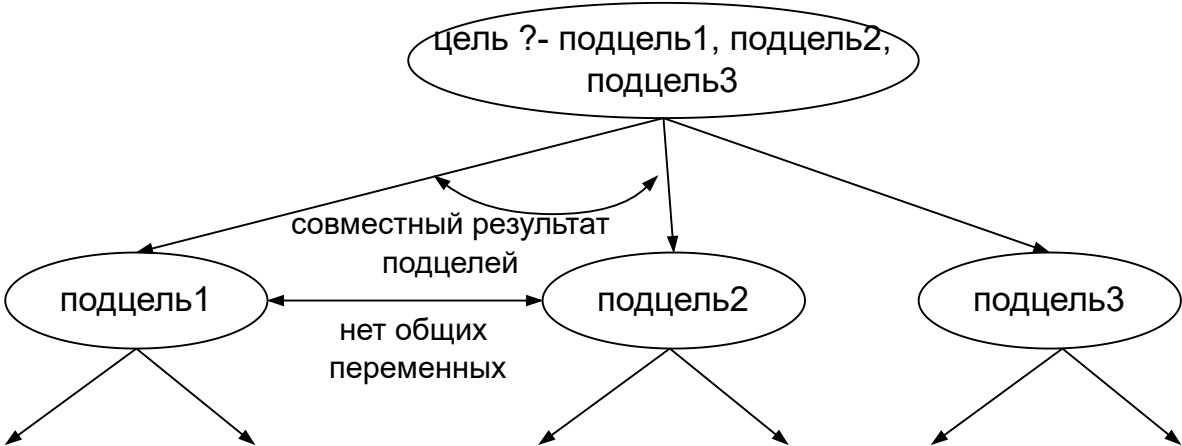 цель ?- подцель1, подцель2,
подцель3
совместный результат
подцелей
подцель1
подцель2
подцель3
нет общих
переменных